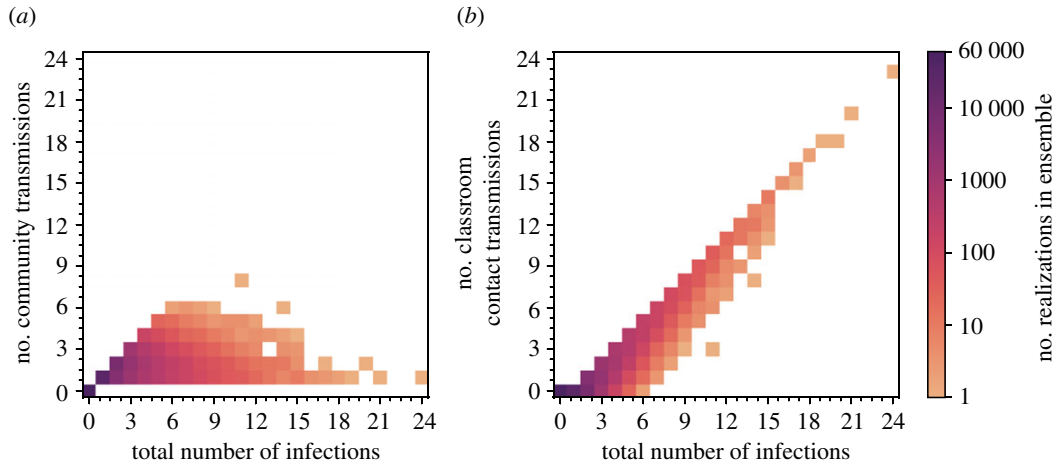 (a)
no. community transmissions
24
21
18
15
12
9
6
3
0
0 3 6 9 12 15 18 21 24
total number of infections
(b)
no. classroom
contact transmissions
24
21
18
15
12
9
6
3
0
0 3 6 9 12 15 18 21 24
total number of infections
60 000
10 000
1000
100
10
1
no. realizations in ensemble